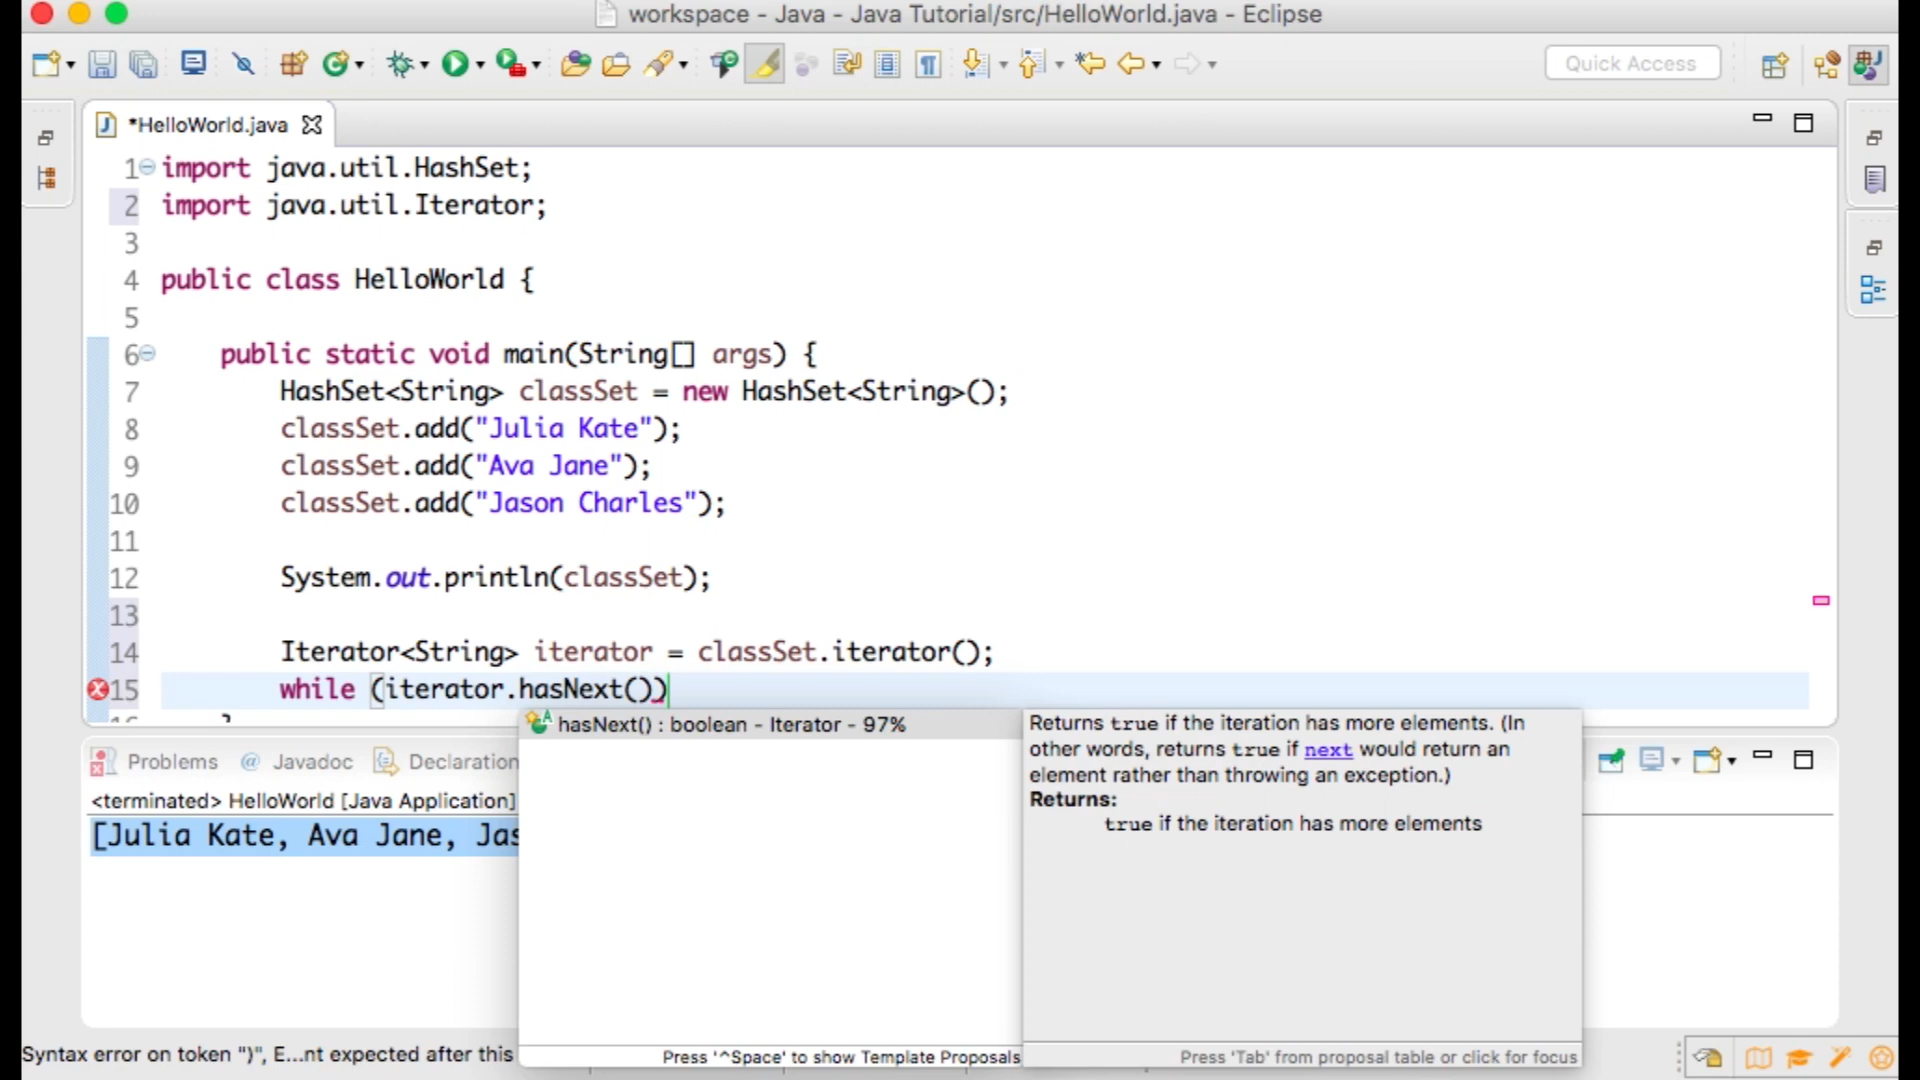 workspace - Java - Java Tutorial/src/HelloWorld.java - Eclipse
Quick Access
*HelloWorld.java
1 import java.util.HashSet;
2 import java.util.Iterator;
3
4 public class HelloWorld {
5
6 public static void main(String[] args) {
7 HashSet<String> classSet = new HashSet<String>();
8 classSet.add("Julia Kate");
9 classSet.add("Ava Jane");
10 classSet.add("Jason Charles");
11
12 System.out.println(classSet);
13
14 Iterator<String> iterator = classSet.iterator();
15 while (iterator.hasNext())
hasNext() : boolean - Iterator - 97%
Returns true if the iteration has more elements. (In
other words, returns true if next would return an
element rather than throwing an exception.)
Returns:
true if the iteration has more elements
Problems @ Javadoc Declaration
<terminated> HelloWorld [Java Application]
[Julia Kate, Ava Jane, Jas
Syntax error on token ")", E...nt expected after this
Press '^Space' to show Template Proposals
Press 'Tab' from proposal table or click for focus